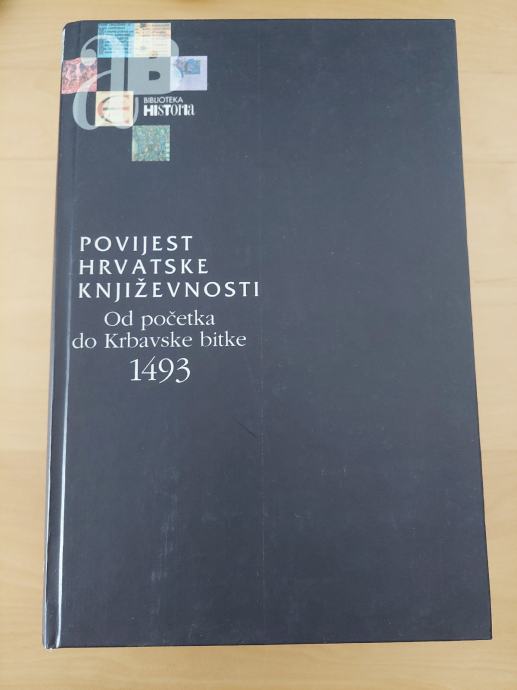 BIBLIOTEKA
HISTORIA
POVIJEST
HRVATSKE
KNJIŽEVNOSTI
Od početka
do Krbavske bitke
1493